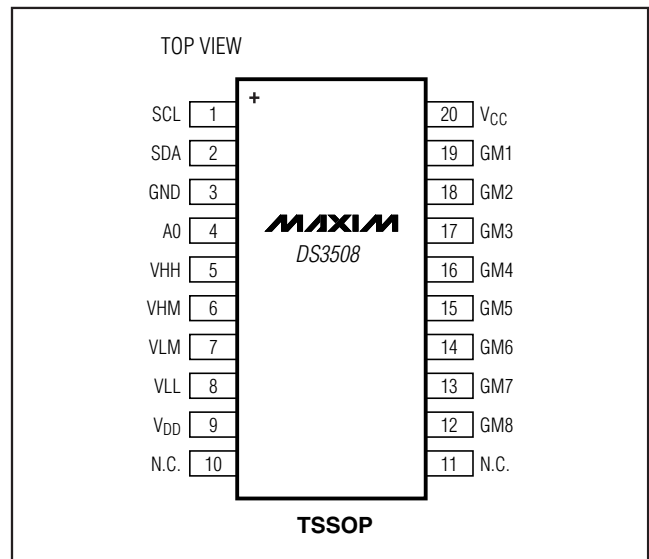 TOP VIEW
+
SCL 1 20 VCC
SDA 2 19 GM1
GND 3 18 GM2
A0 4 17 GM3
MAXIM
DS3508
VHH 5 16 GM4
VHM 6 15 GM5
VLM 7 14 GM6
VLL 8 13 GM7
VDD 9 12 GM8
N.C. 10 11 N.C.
TSSOP